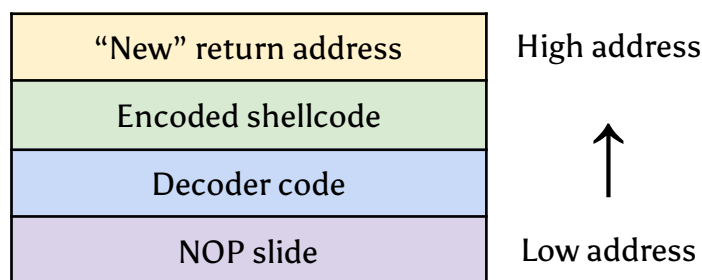 “New” return address
High address
Encoded shellcode
Decoder code
NOP slide
Low address